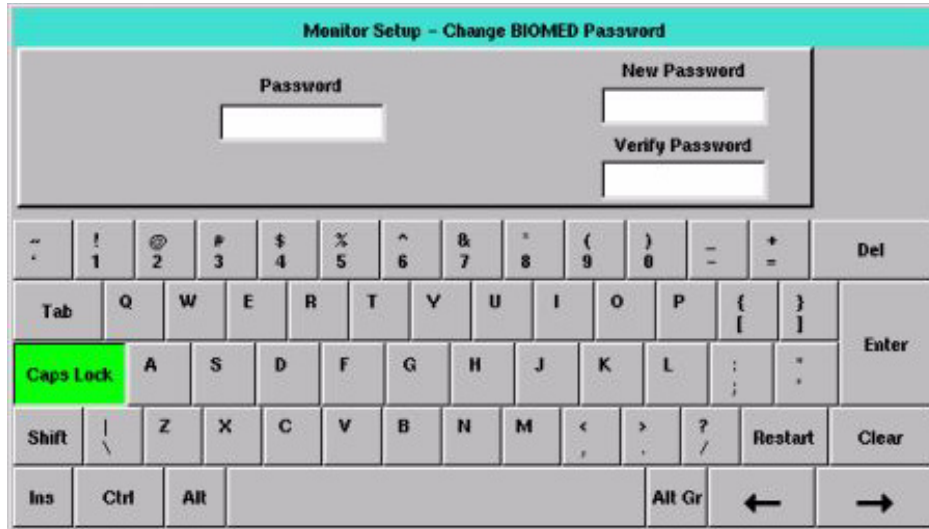 Monitor Setup - Change BIOMED Password
Password
New Password
Verify Password
~ ! @ # $ % ^ & * ( ) _ +
` 1 2 3 4 5 6 7 8 9 0 - = Del
Tab Q W E R T Y U I O P { }
[ ]
Enter
Caps Lock A S D F G H J K L : "
; '
Shift | Z X C V B N M < > ? Restart Clear
\ , . /
Ins Ctrl Alt Alt Gr ← →